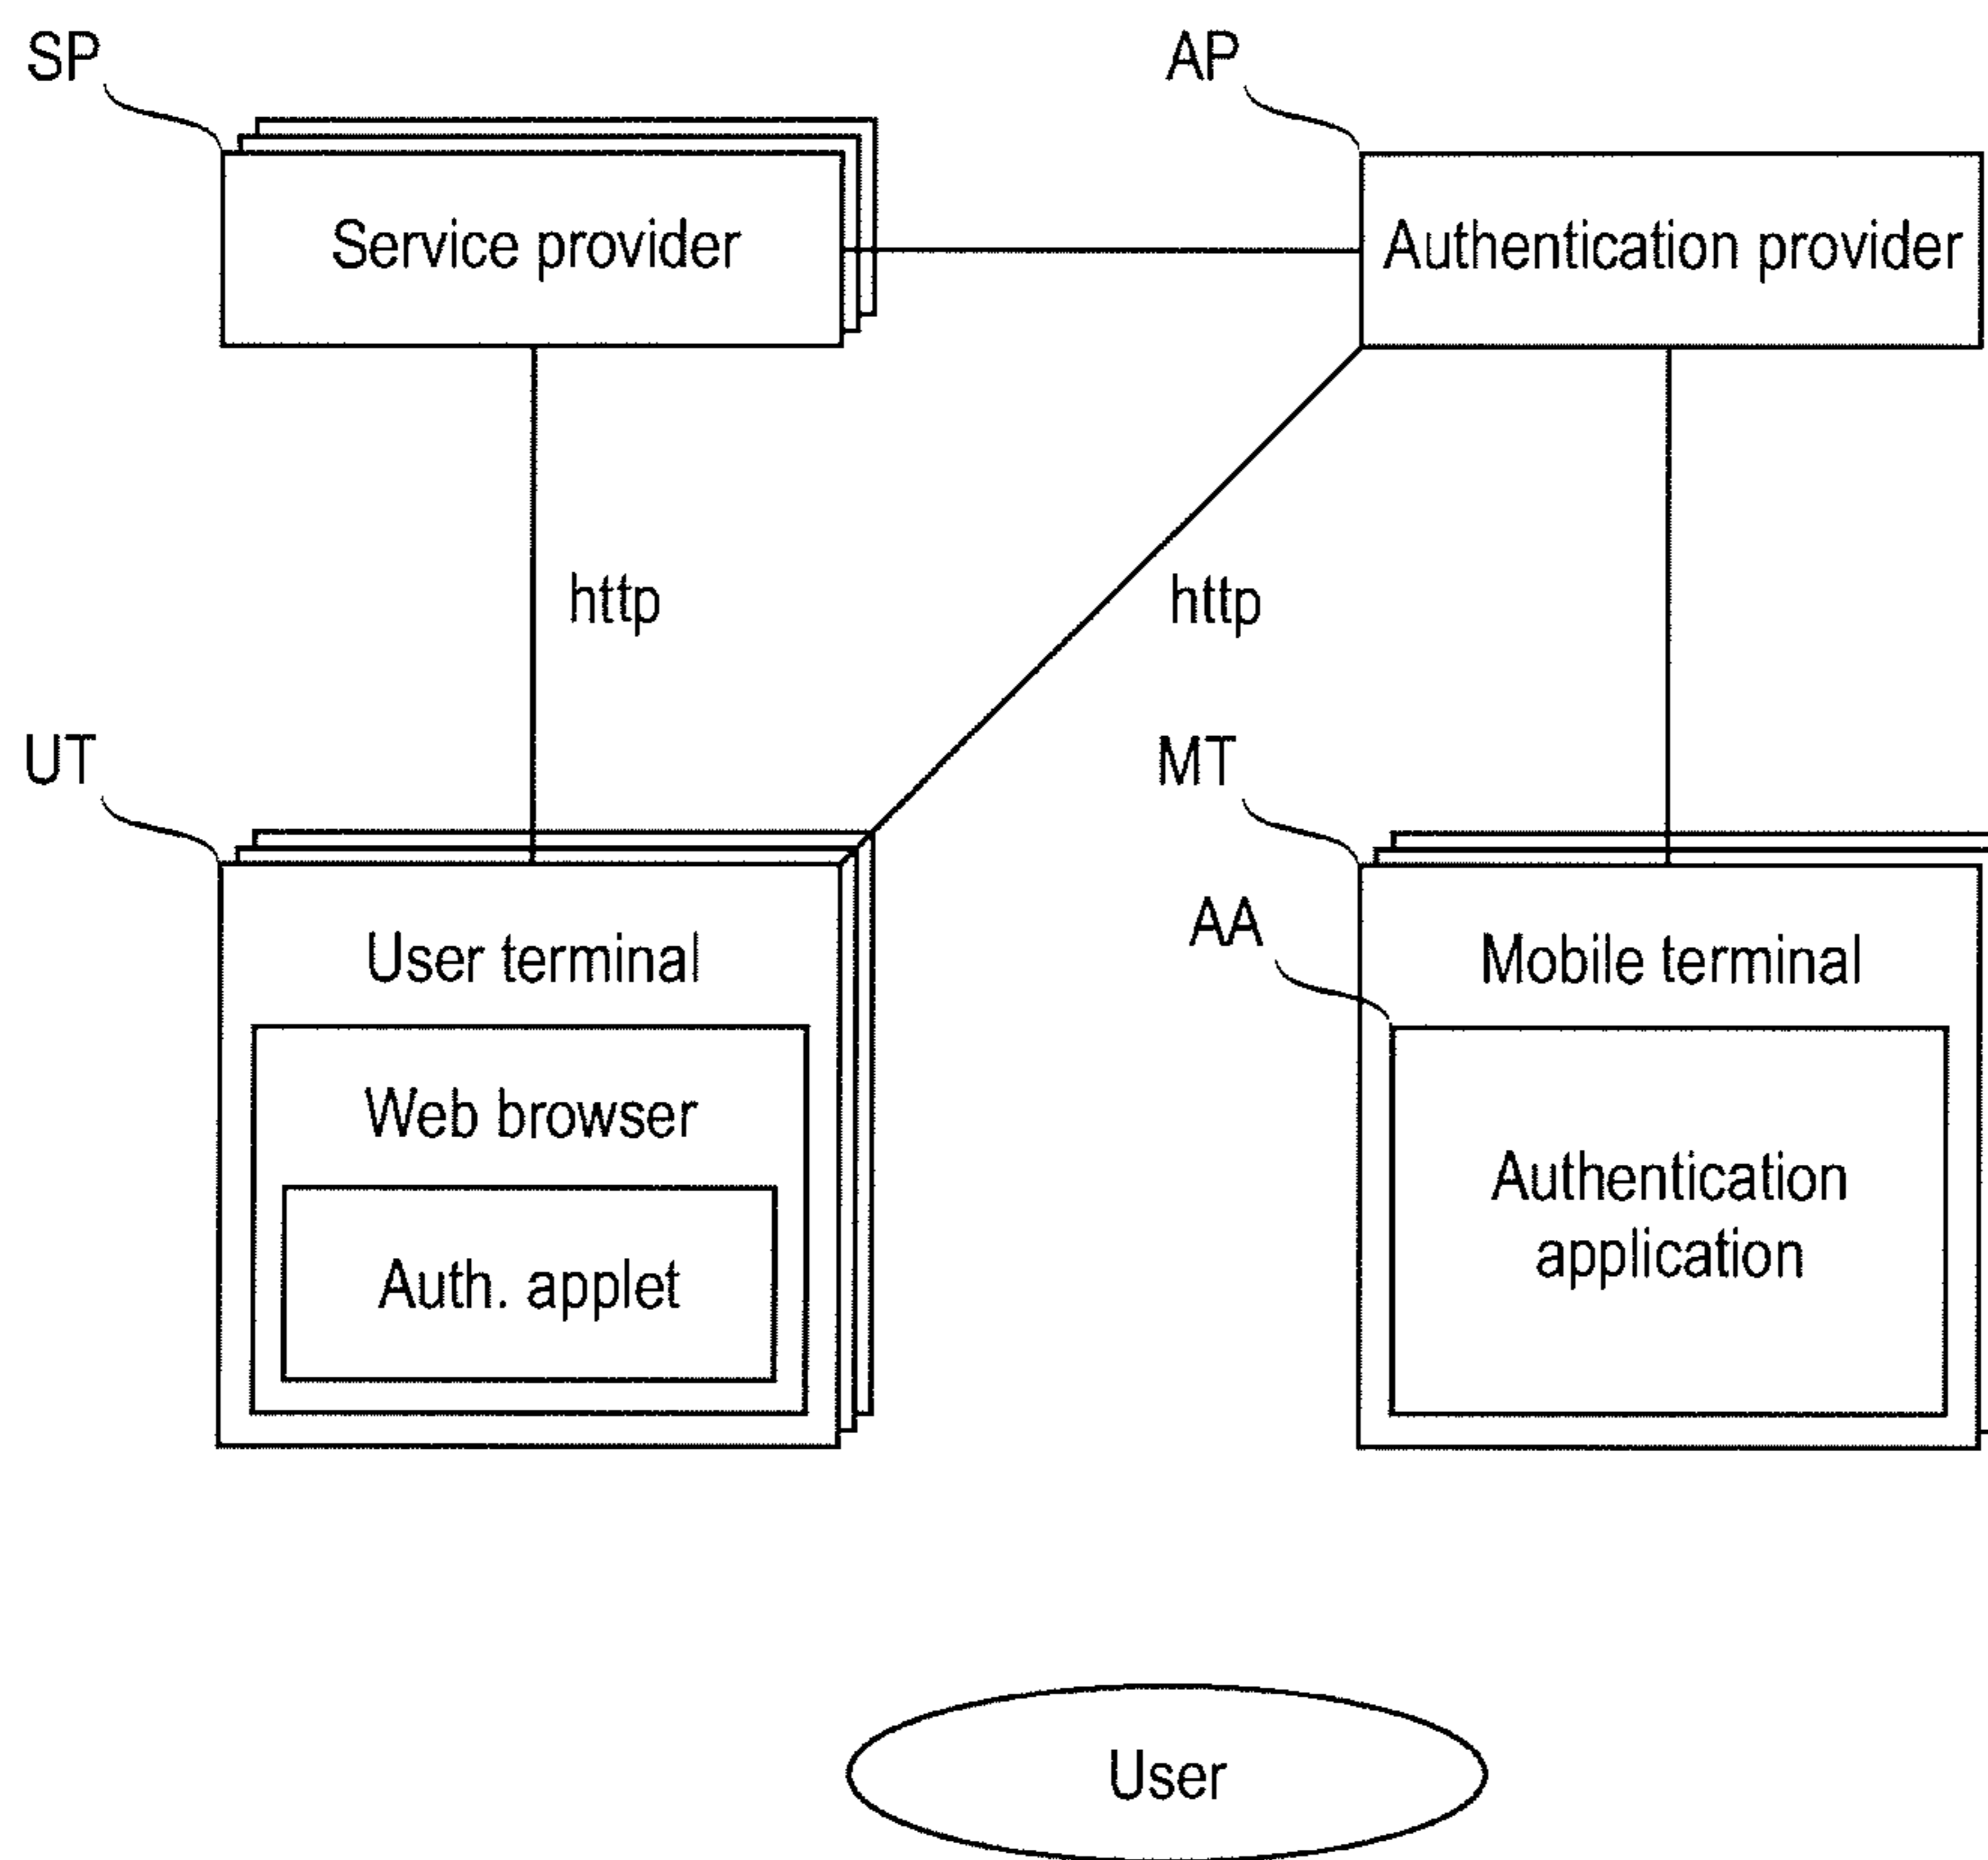 SP
AP
Service provider
Authentication provider
http
http
UT
MT
User terminal
AA
Mobile terminal
Web browser
Authentication
application
Auth. applet
User